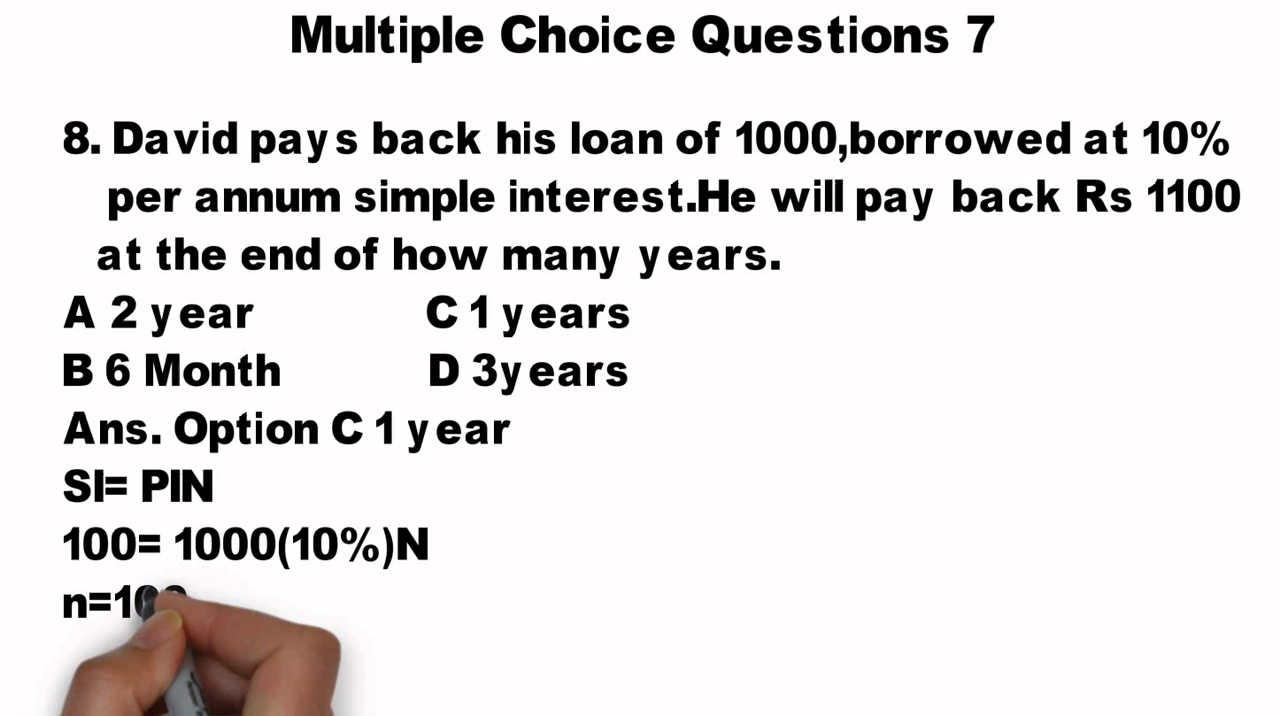 Multiple Choice Questions 7
8. David pays back his loan of 1000,borrowed at 10%
per annum simple interest.He will pay back Rs 1100
at the end of how many years.
A 2 year C 1 years
B 6 Month D 3years
Ans. Option C 1 year
SI= PIN
100= 1000(10%)N